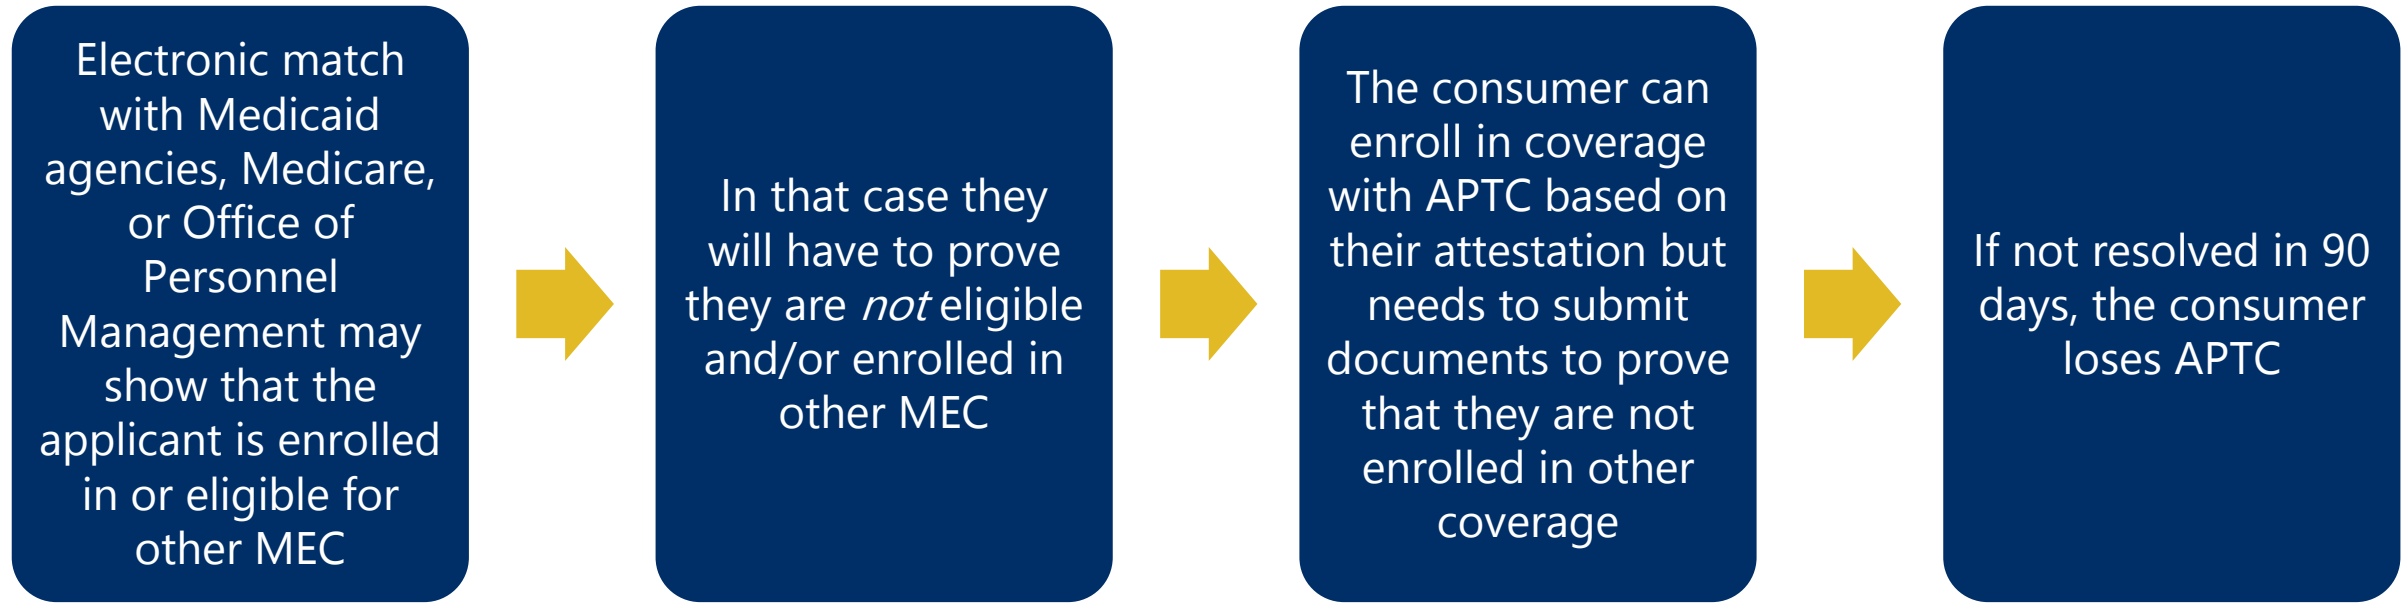 Electronic match
with Medicaid
agencies, Medicare,
or Office of
Personnel
Management may
show that the
applicant is enrolled
in or eligible for
other MEC
In that case they
will have to prove
they are not eligible
and/or enrolled in
other MEC
The consumer can
enroll in coverage
with APTC based on
their attestation but
needs to submit
documents to prove
that they are not
enrolled in other
coverage
If not resolved in 90
days, the consumer
loses APTC